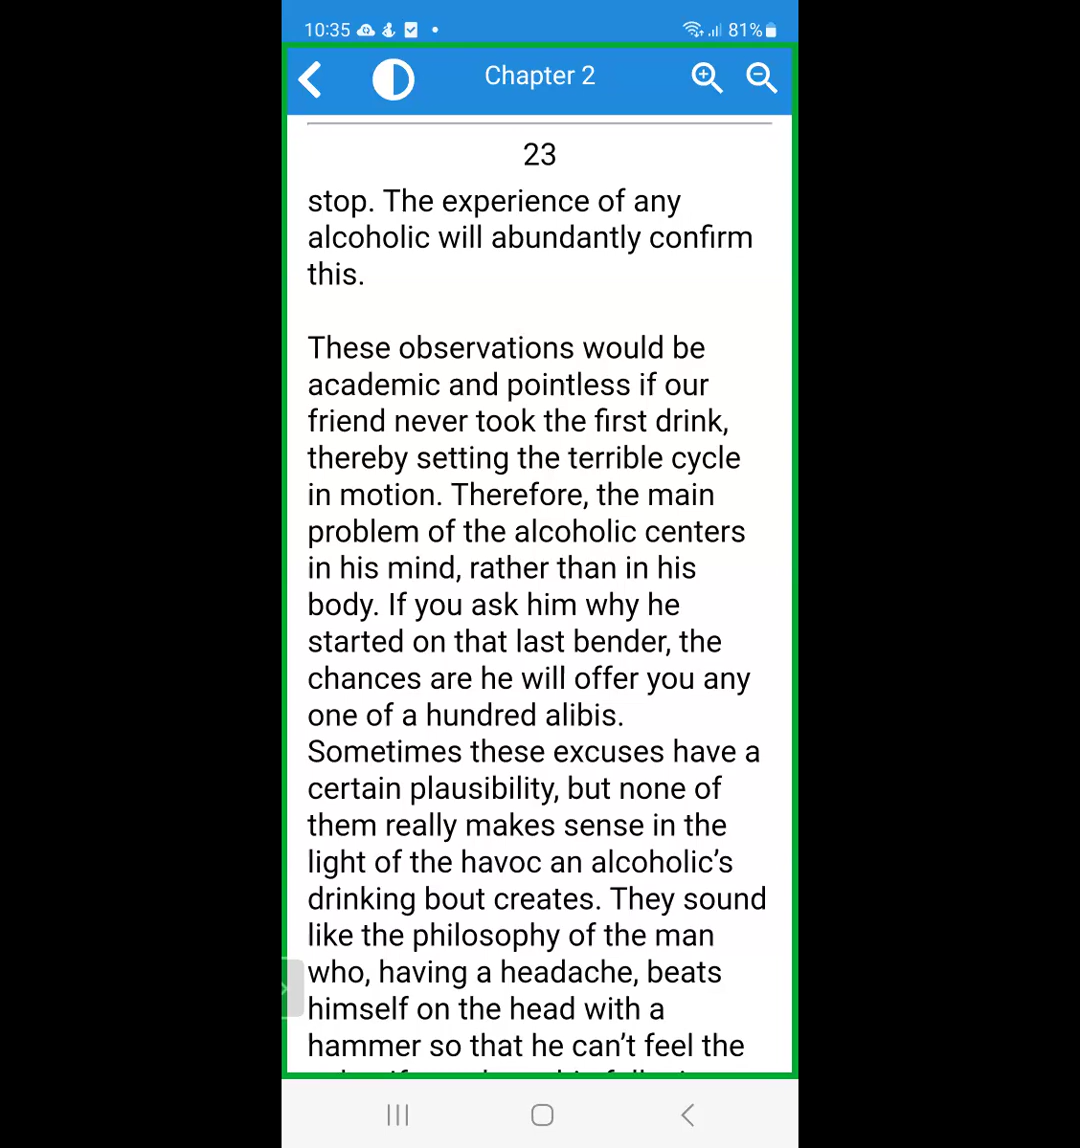 10:35
81%
Chapter 2
23
stop. The experience of any
alcoholic will abundantly confirm
this.
These observations would be
academic and pointless if our
friend never took the first drink,
thereby setting the terrible cycle
in motion. Therefore, the main
problem of the alcoholic centers
in his mind, rather than in his
body. If you ask him why he
started on that last bender, the
chances are he will offer you any
one of a hundred alibis.
Sometimes these excuses have a
certain plausibility, but none of
them really makes sense in the
light of the havoc an alcoholic’s
drinking bout creates. They sound
like the philosophy of the man
who, having a headache, beats
himself on the head with a
hammer so that he can’t feel the